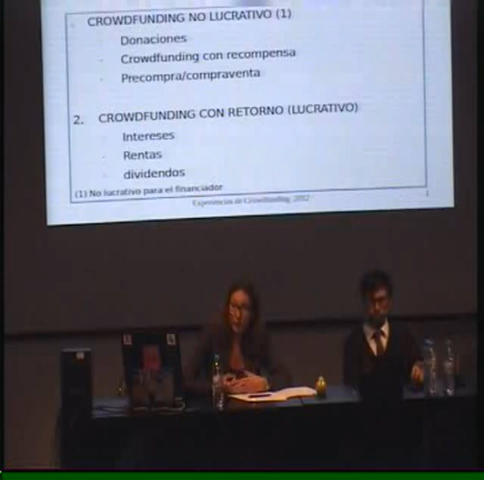 CROWDFUNDING NO LUCRATIVO (1)
Donaciones
Crowdfunding con recompensa
Precompra/compraventa
2. CROWDFUNDING CON RETORNO (LUCRATIVO)
Intereses
Rentas
dividendos
(1) No lucrativo para el financiador
Experiencias de Crowdfunding, 2012